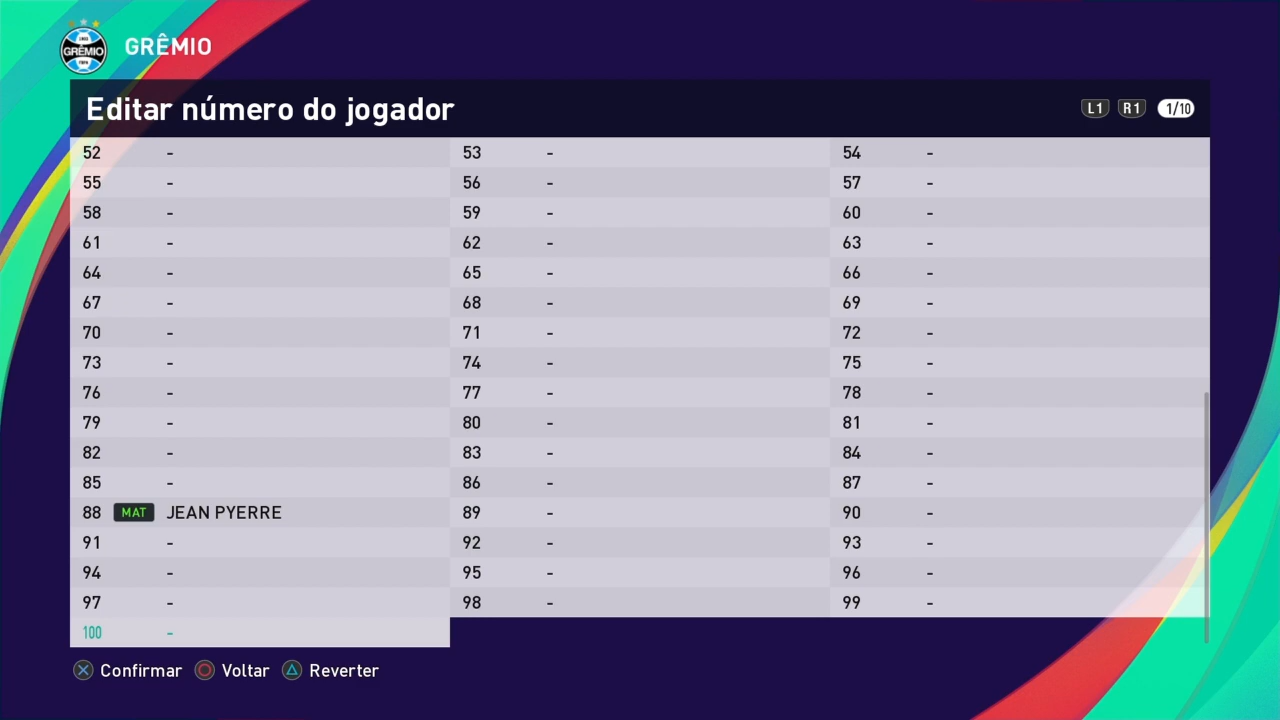 GRÊMIO
GRÊMIO
Editar número do jogador L1 R1 1/10
52 - 53 - 54 -
55 - 56 - 57 -
58 - 59 - 60 -
61 - 62 - 63 -
64 - 65 - 66 -
67 - 68 - 69 -
70 - 71 - 72 -
73 - 74 - 75 -
76 - 77 - 78 -
79 - 80 - 81 -
82 - 83 - 84 -
85 - 86 - 87 -
88 MAT JEAN PYERRE 89 - 90 -
91 - 92 - 93 -
94 - 95 - 96 -
97 - 98 - 99 -
100 -
Confirmar Voltar Reverter